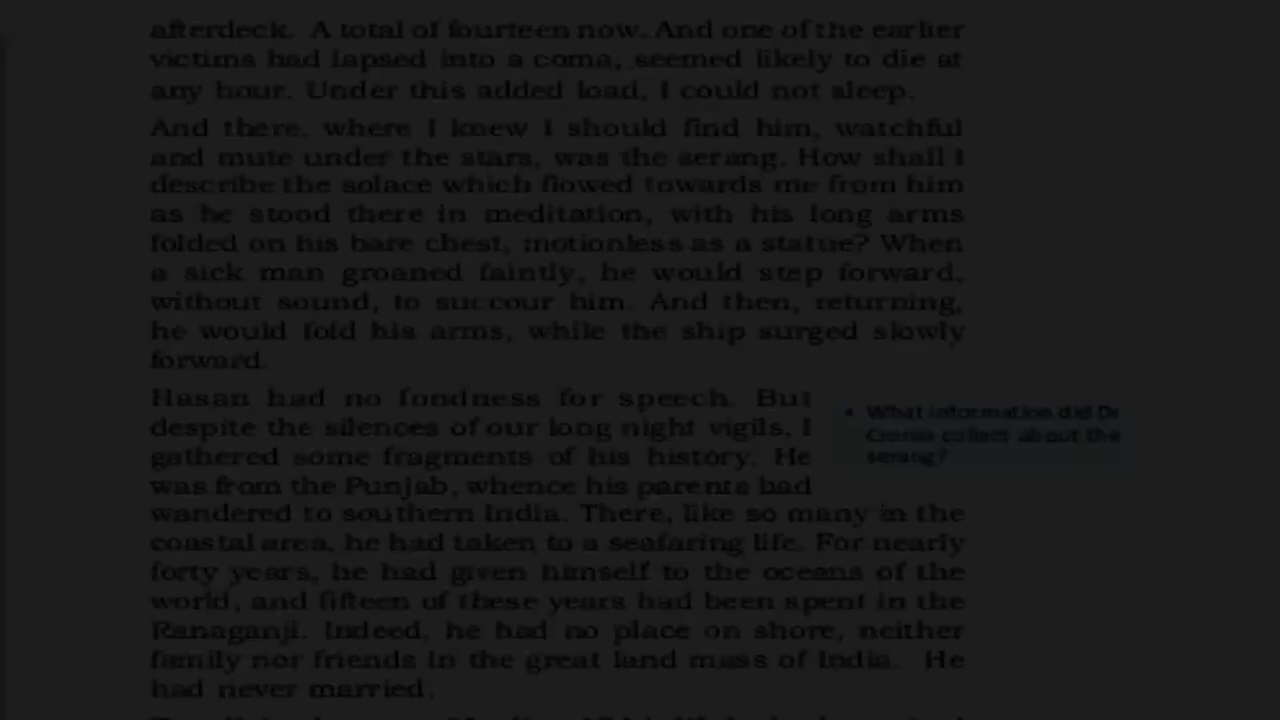 afterdeck. A total of fourteen now. And one of the earlier
victims had lapsed into a coma, seemed likely to die at
any hour. Under this added load, I could not sleep.
And there, where I knew I should find him, watchful
and mute under the stars, was the serang. How shall I
describe the solace which flowed towards me from him
as he stood there in meditation, with his long arms
folded on his bare chest, motionless as a statue? When
a sick man groaned faintly, he would step forward,
without sound, to succour him. And then, returning,
he would fold his arms, while the ship surged slowly
forward.
Hasan had no fondness for speech. But
despite the silences of our long night vigils, I
gathered some fragments of his history. He
was from the Punjab, whence his parents had
wandered to southern India. There, like so many in the
coastal area, he had taken to a seafaring life. For nearly
forty years, he had given himself to the oceans of the
world, and fifteen of these years had been spent in the
Ranaganji. Indeed, he had no place on shore, neither
family nor friends in the great land mass of India. He
had never married.
• What information did Dr
Cronin collect about the
serang?